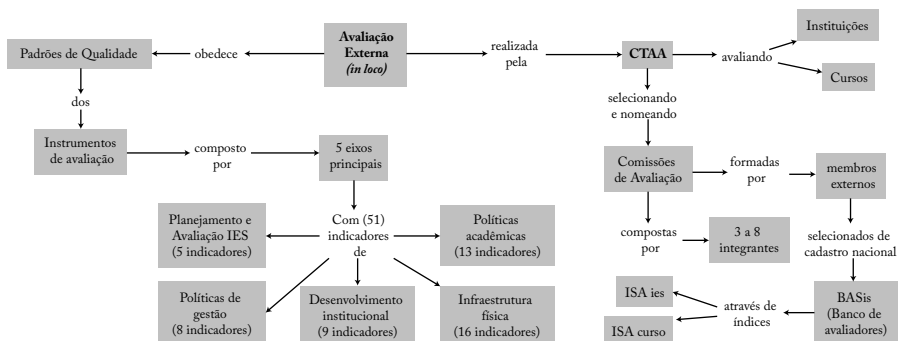 Avaliação
Externa
(in loco)
obedece
Padrões de Qualidade
dos
Instrumentos
de avaliação
composto
por
5 eixos
principais
Com (51)
indicadores
de
Planejamento e
Avaliação IES
(5 indicadores)
Políticas
acadêmicas
(13 indicadores)
Políticas de
gestão
(8 indicadores)
Desenvolvimento
institucional
(9 indicadores)
Infraestrutura
física
(16 indicadores)
realizada
pela
CTAA
avaliando
Instituições
Cursos
selecionando
e nomeando
Comissões
de Avaliação
formadas
por
membros
externos
compostas
por
3 a 8
integrantes
selecionados de
cadastro nacional
BASis
(Banco de
avaliadores)
através de
índices
ISA ies
ISA curso